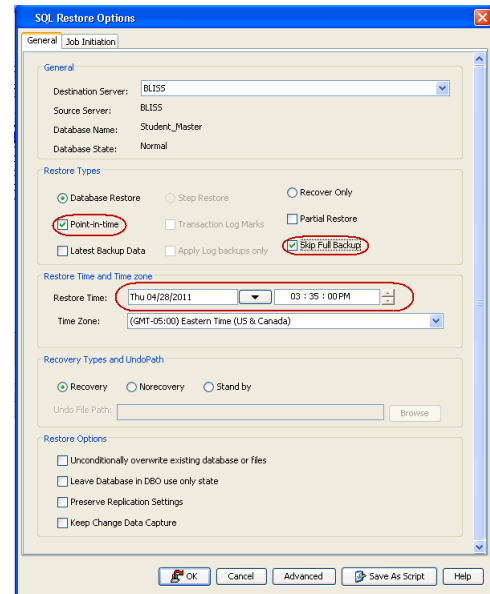 SQL Restore Options
General Job Initiation
General
Destination Server: BLISS
Source Server: BLISS
Database Name: Student_Master
Database State: Normal
Restore Types
Database Restore Step Restore Recover Only
Point-in-time Transaction Log Marks Partial Restore
Latest Backup Data Apply Log backups only Skip Full Backup
Restore Time and Time zone
Restore Time: Thu 04/28/2011 03 : 35 : 00 PM
Time Zone: (GMT-05:00) Eastern Time (US & Canada)
Recovery Types and UndoPath
Recovery Norecovery Stand by
Undo File Path: Browse
Restore Options
Unconditionally overwrite existing database or files
Leave Database in DBO use only state
Preserve Replication Settings
Keep Change Data Capture
OK Cancel Advanced Save As Script Help